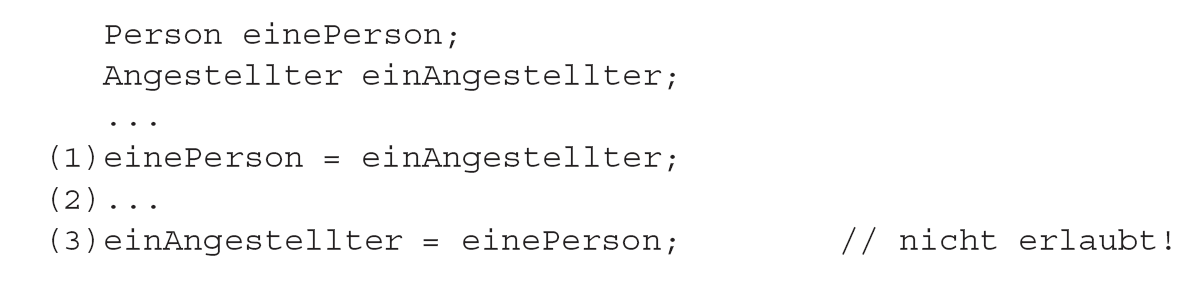 Person einePerson;
Angestellter einAngestellter;
...
(1)einePerson = einAngestellter;
(2)...
(3)einAngestellter = einePerson; // nicht erlaubt!